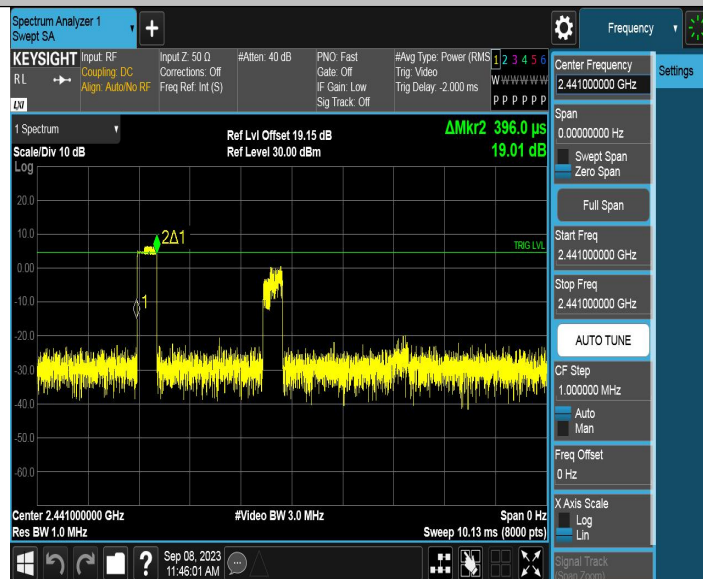 Spectrum Analyzer 1
Swept SA
Frequency
KEYSIGHT
RL
LXI
Input: RF
Coupling: DC
Align: Auto/No RF
Input Z: 50 Ω
Corrections: Off
Freq Ref: Int (S)
#Atten: 40 dB
PNO: Fast
Gate: Off
IF Gain: Low
Sig Track: Off
#Avg Type: Power (RMS
Trig: Video
Trig Delay: -2.000 ms
1 2 3 4 5 6
W W W W W W
P P P P P P
Center Frequency
2.441000000 GHz
Settings
Span
0.00000000 Hz
Swept Span
Zero Span
Full Span
Start Freq
2.441000000 GHz
Stop Freq
2.441000000 GHz
AUTO TUNE
CF Step
1.000000 MHz
Auto
Man
Freq Offset
0 Hz
X Axis Scale
Log
Lin
Signal Track
(Span Zoom)
1 Spectrum
Scale/Div 10 dB
Log
Ref Lvl Offset 19.15 dB
Ref Level 30.00 dBm
ΔMkr2 396.0 µs
19.01 dB
20.0
10.0
0.00
-10.0
-20.0
-30.0
-40.0
-50.0
-60.0
2Δ1
1
TRIG LVL
Center 2.441000000 GHz
Res BW 1.0 MHz
#Video BW 3.0 MHz
Span 0 Hz
Sweep 10.13 ms (8000 pts)
?
Sep 08, 2023
11:46:01 AM